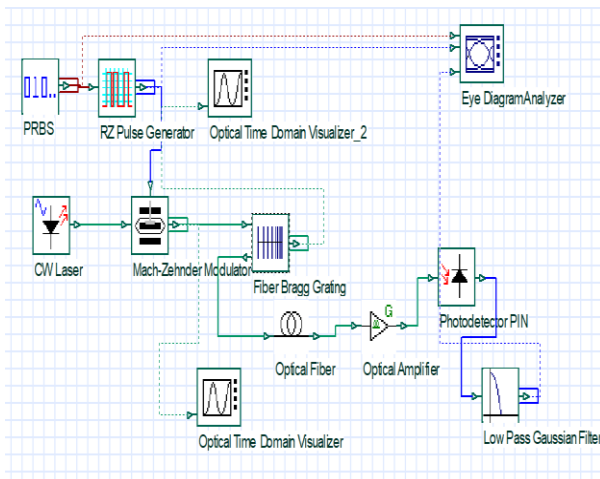 010..
PRBS
RZ Pulse Generator
Optical Time Domain Visualizer_2
Eye DiagramAnalyzer
CW Laser
Mach-Zehnder Modulator
Fiber Bragg Grating
G
Photodetector PIN
Optical Fiber
Optical Amplifier
Optical Time Domain Visualizer
Low Pass Gaussian Filter